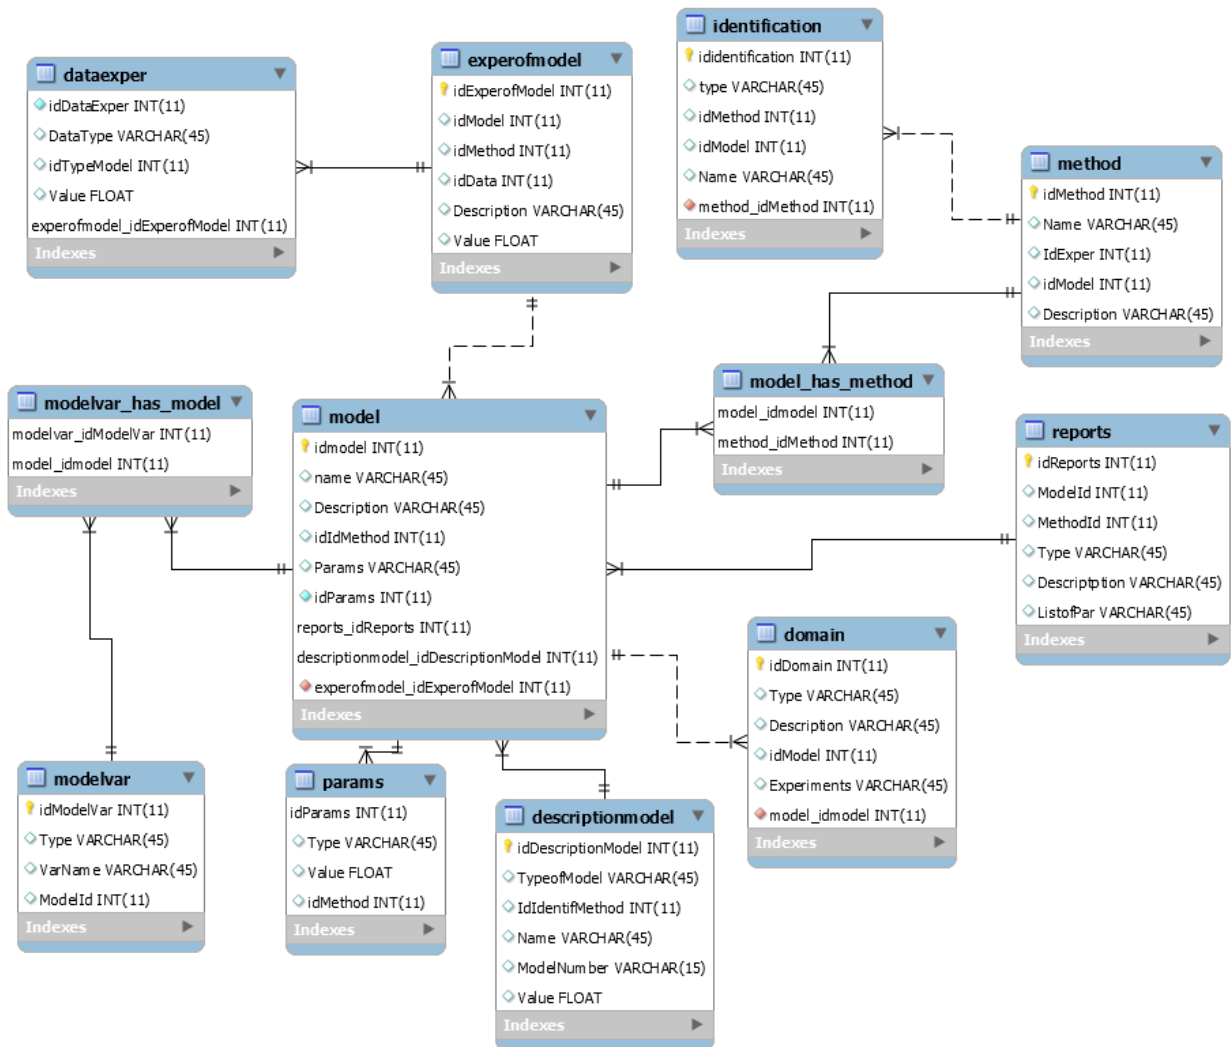 dataexper
idDataExper INT(11)
DataType VARCHAR(45)
idTypeModel INT(11)
Value FLOAT
experofmodel_idExperofModel INT(11)
Indexes
experofmodel
idExperofModel INT(11)
idModel INT(11)
idMethod INT(11)
idData INT(11)
Description VARCHAR(45)
Value FLOAT
Indexes
identification
ididentification INT(11)
type VARCHAR(45)
idMethod INT(11)
idModel INT(11)
Name VARCHAR(45)
method_idMethod INT(11)
Indexes
method
idMethod INT(11)
Name VARCHAR(45)
IdExper INT(11)
idModel INT(11)
Description VARCHAR(45)
Indexes
modelvar_has_model
modelvar_idModelVar INT(11)
model_idmodel INT(11)
Indexes
model
idmodel INT(11)
name VARCHAR(45)
Description VARCHAR(45)
idIdMethod INT(11)
Params VARCHAR(45)
idParams INT(11)
reports_idReports INT(11)
descriptionmodel_idDescriptionModel INT(11)
experofmodel_idExperofModel INT(11)
Indexes
model_has_method
model_idmodel INT(11)
method_idMethod INT(11)
Indexes
reports
idReports INT(11)
ModelId INT(11)
MethodId INT(11)
Type VARCHAR(45)
Descriptption VARCHAR(45)
ListofPar VARCHAR(45)
Indexes
domain
idDomain INT(11)
Type VARCHAR(45)
Description VARCHAR(45)
idModel INT(11)
Experiments VARCHAR(45)
model_idmodel INT(11)
Indexes
modelvar
idModelVar INT(11)
Type VARCHAR(45)
VarName VARCHAR(45)
ModelId INT(11)
Indexes
params
idParams INT(11)
Type VARCHAR(45)
Value FLOAT
idMethod INT(11)
Indexes
descriptionmodel
idDescriptionModel INT(11)
TypeofModel VARCHAR(45)
IdIdentifMethod INT(11)
Name VARCHAR(45)
ModelNumber VARCHAR(15)
Value FLOAT
Indexes